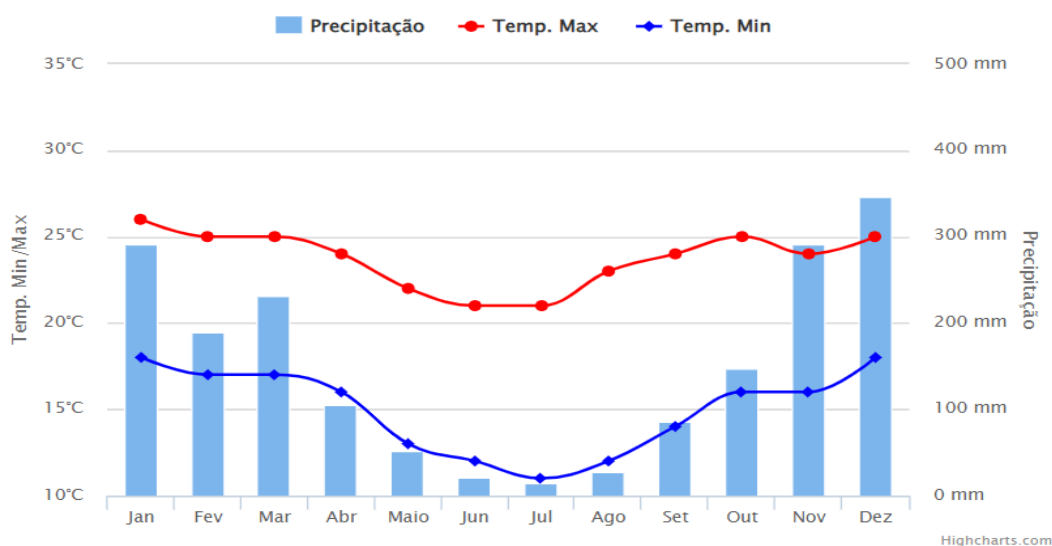 Precipitação Temp. Max Temp. Min
35°C 500 mm
30°C 400 mm
25°C 300 mm
20°C 200 mm
15°C 100 mm
10°C 0 mm
Temp. Min/Max
Precipitação
Jan Fev Mar Abr Maio Jun Jul Ago Set Out Nov Dez
Highcharts.com